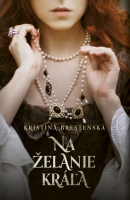 KRISTÍNA BRESTENSKÁ
NA
ŽELANIE
KRÁĽA